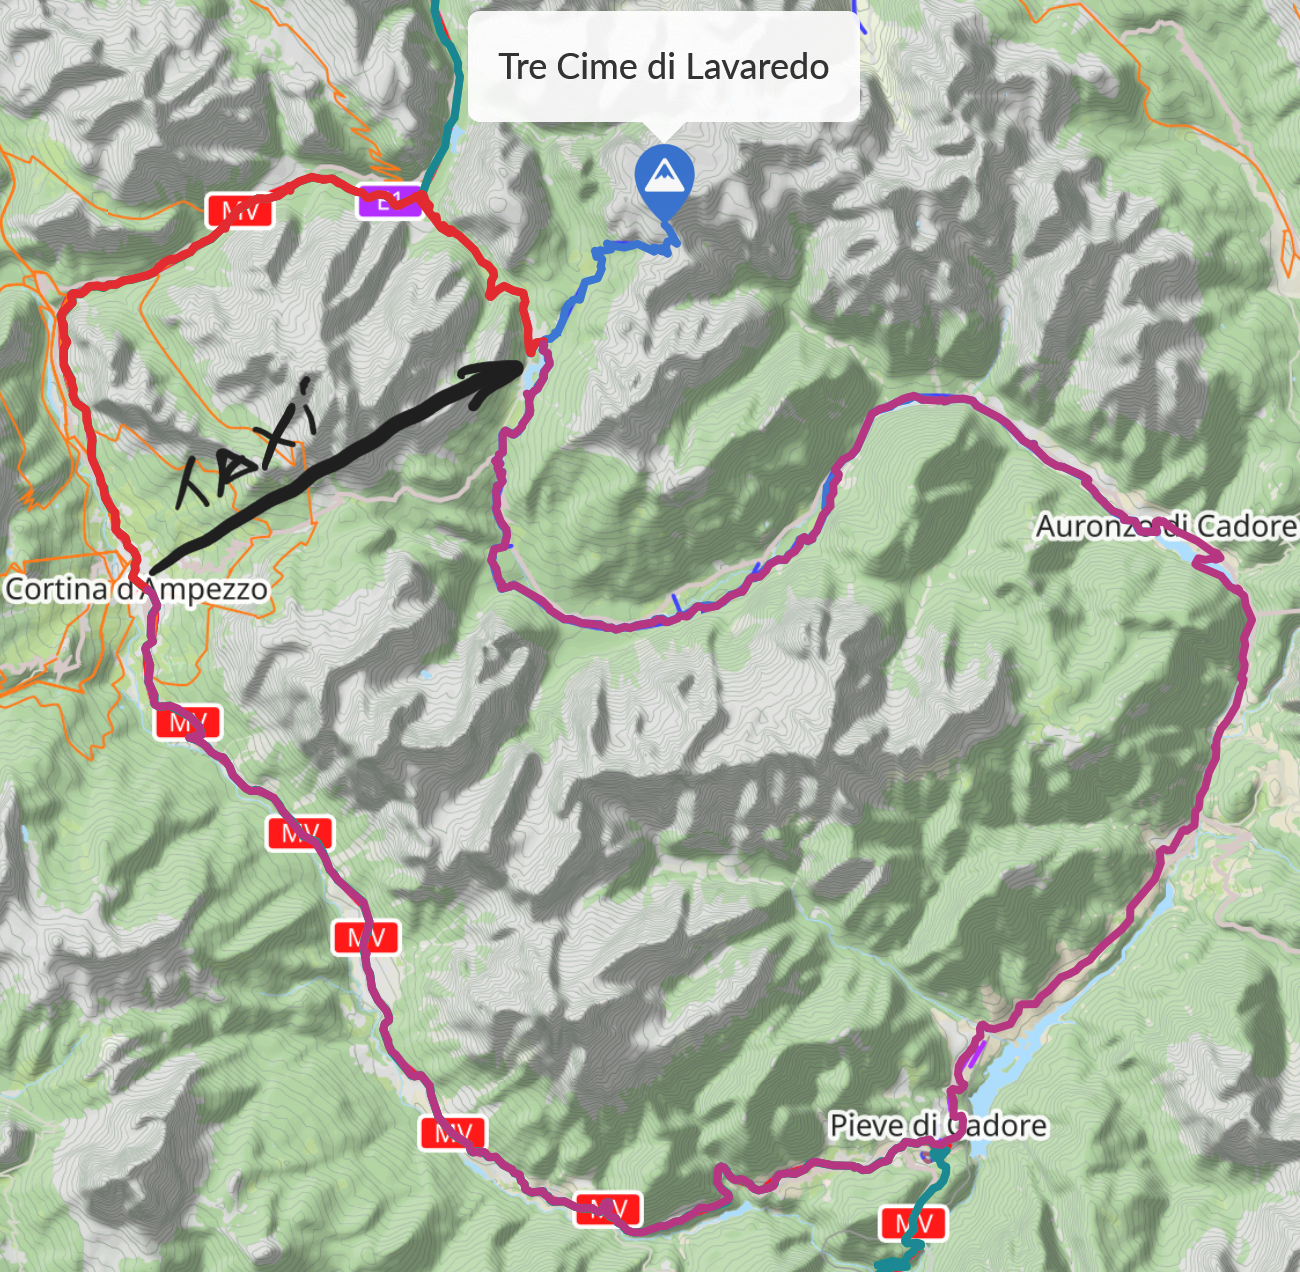 Tre Cime di Lavaredo
MV
E1
TAXI
Auronzo di Cadore
Cortina d'Ampezzo
MV
MV
MV
Pieve di Cadore
MV
MV
MV